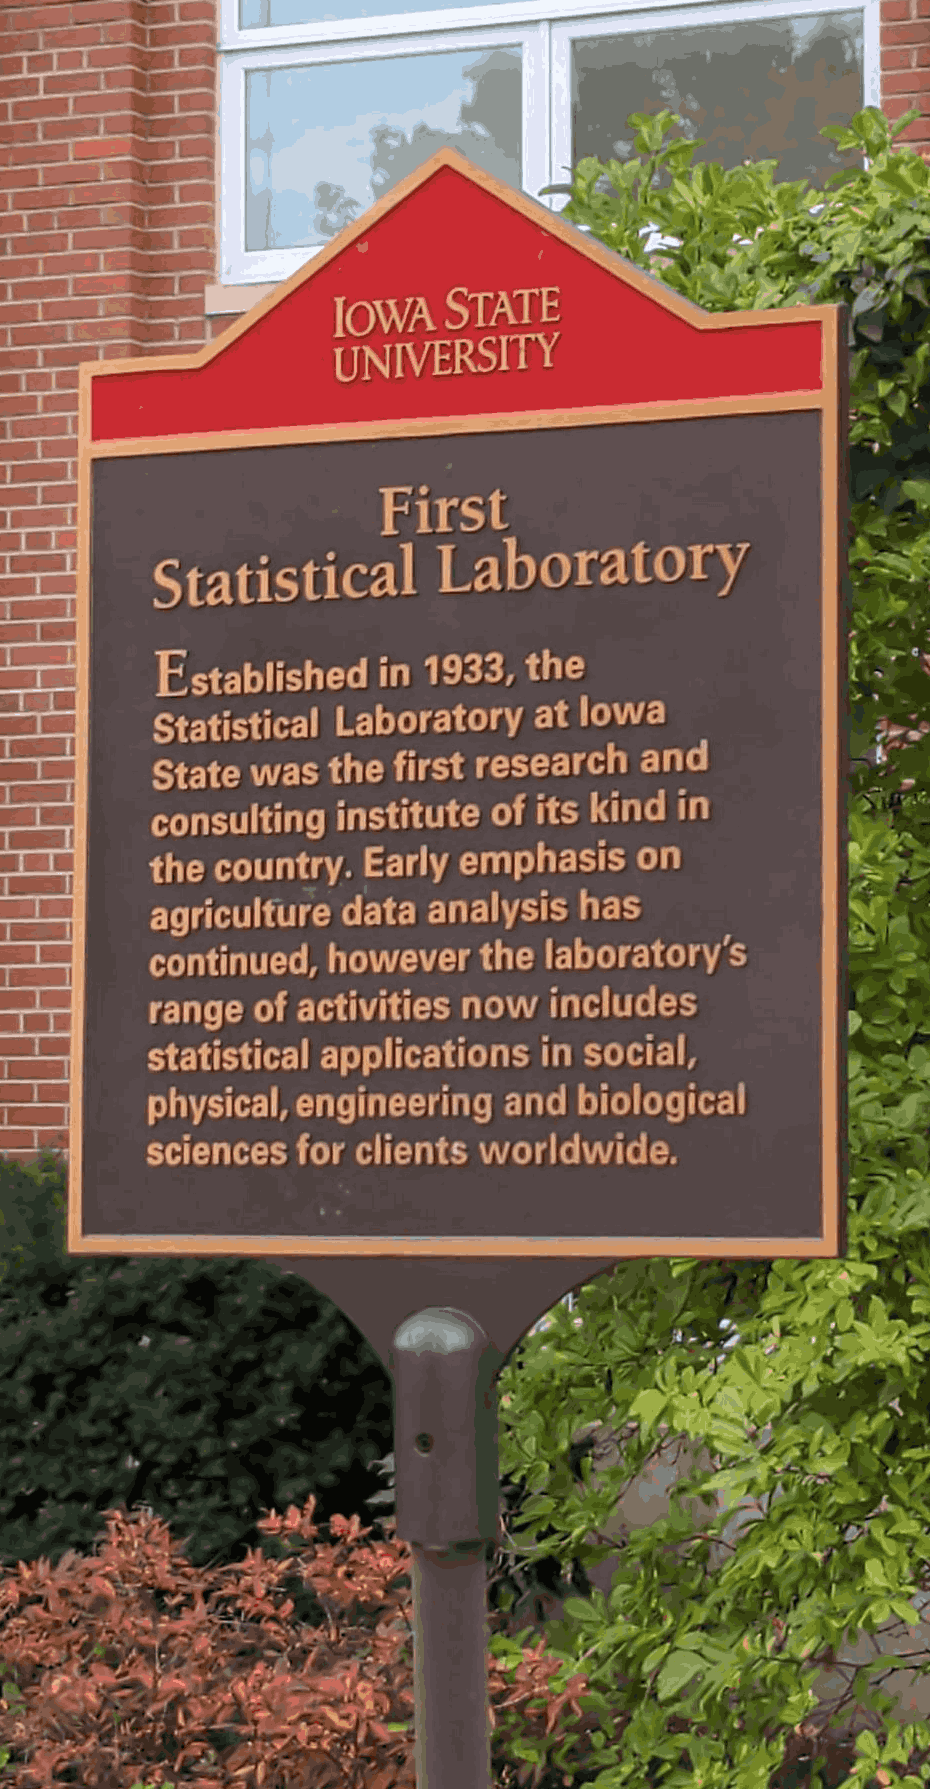 IOWA STATE
UNIVERSITY
First
Statistical Laboratory
Established in 1933, the
Statistical Laboratory at Iowa
State was the first research and
consulting institute of its kind in
the country. Early emphasis on
agriculture data analysis has
continued, however the laboratory's
range of activities now includes
statistical applications in social,
physical, engineering and biological
sciences for clients worldwide.